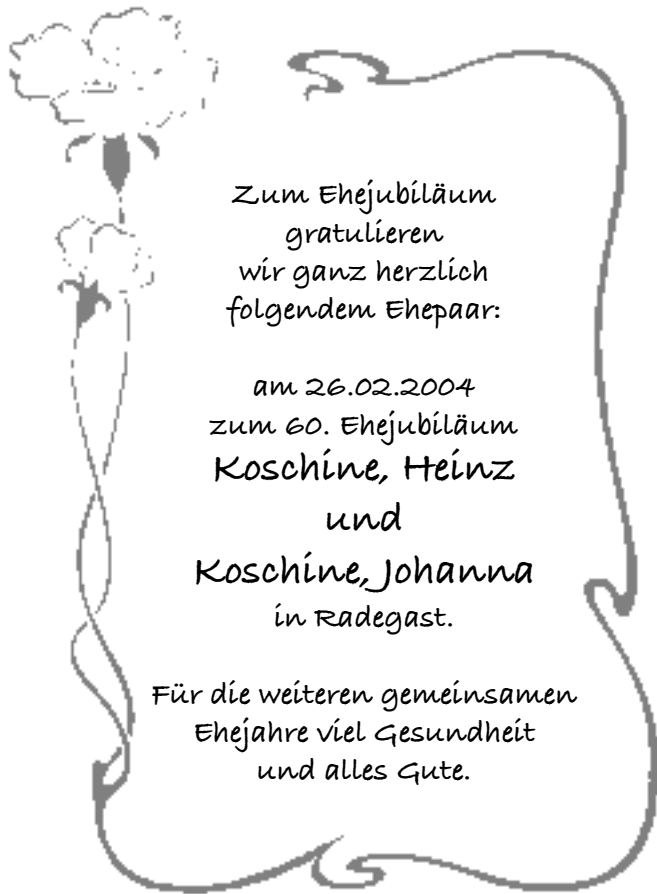 Zum Ehejubiläum
gratulieren
wir ganz herzlich
folgendem Ehepaar:
am 26.02.2004
zum 60. Ehejubiläum
Koschine, Heinz
und
Koschine, Johanna
in Radegast.
Für die weiteren gemeinsamen
Ehejahre viel Gesundheit
und alles Gute.